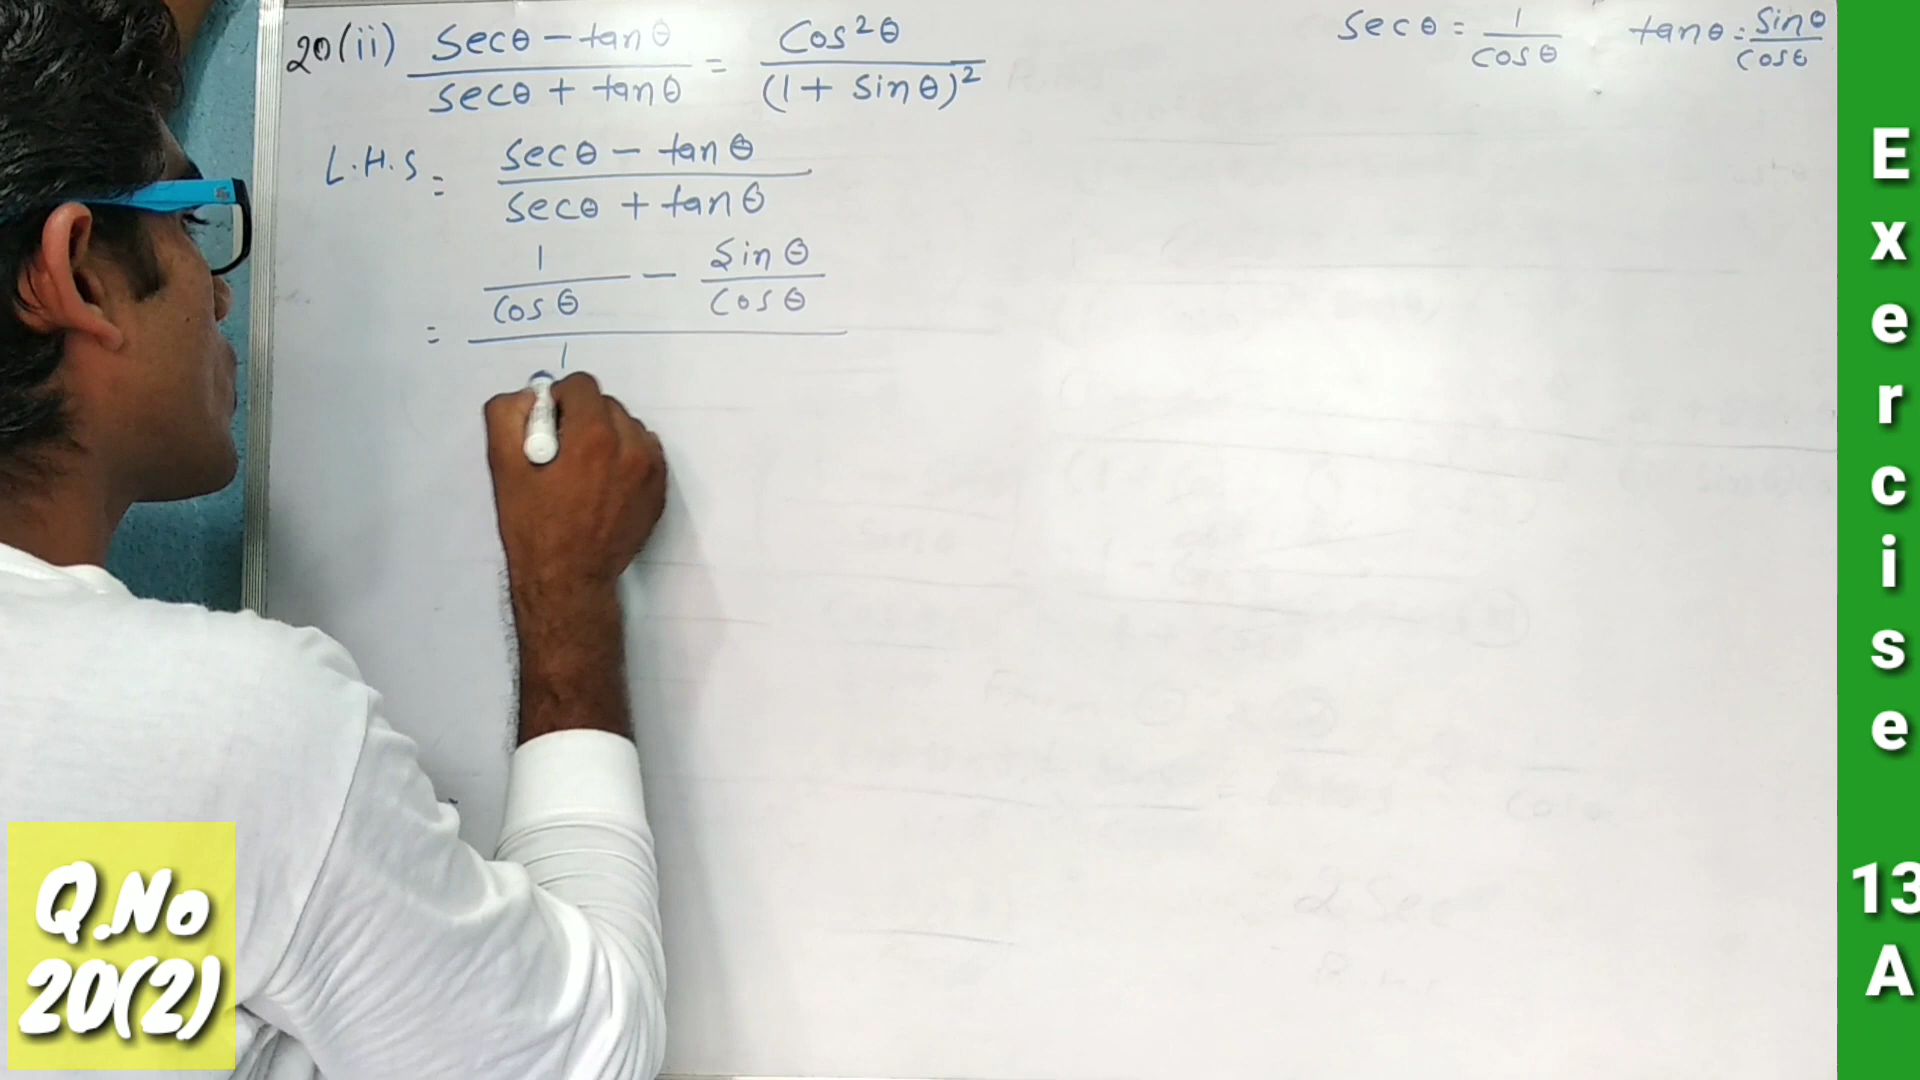 20(ii) secθ - tanθ / secθ + tanθ = Cos²θ / (1 + sinθ)²
secθ = 1 / cosθ tanθ = sinθ / cosθ
L.H.S = secθ - tanθ / secθ + tanθ
= 1 / cosθ - sinθ / cosθ
1
Exercise 13 A
Q.No
20(2)